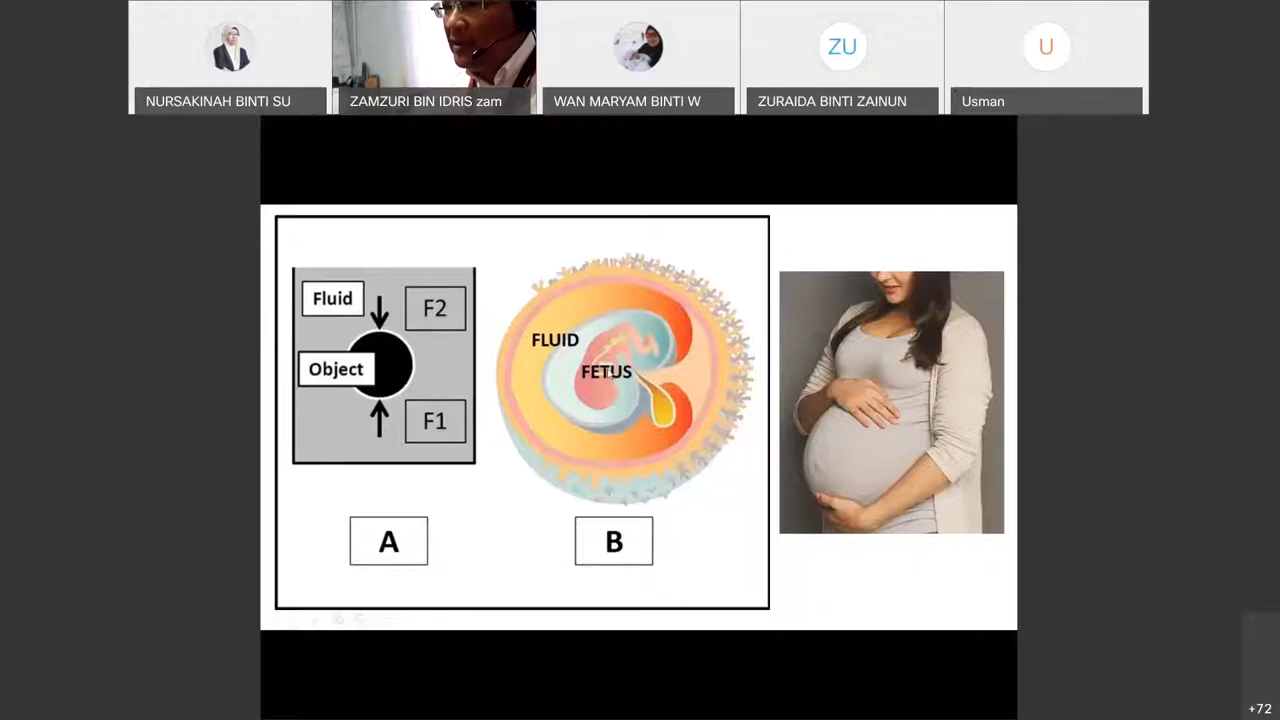 ZU
U
NURSAKINAH BINTI SU
ZAMZURI BIN IDRIS zam
WAN MARYAM BINTI W
ZURAIDA BINTI ZAINUN
Usman
Fluid
F2
Object
F1
FLUID
FETUS
A
B
+72